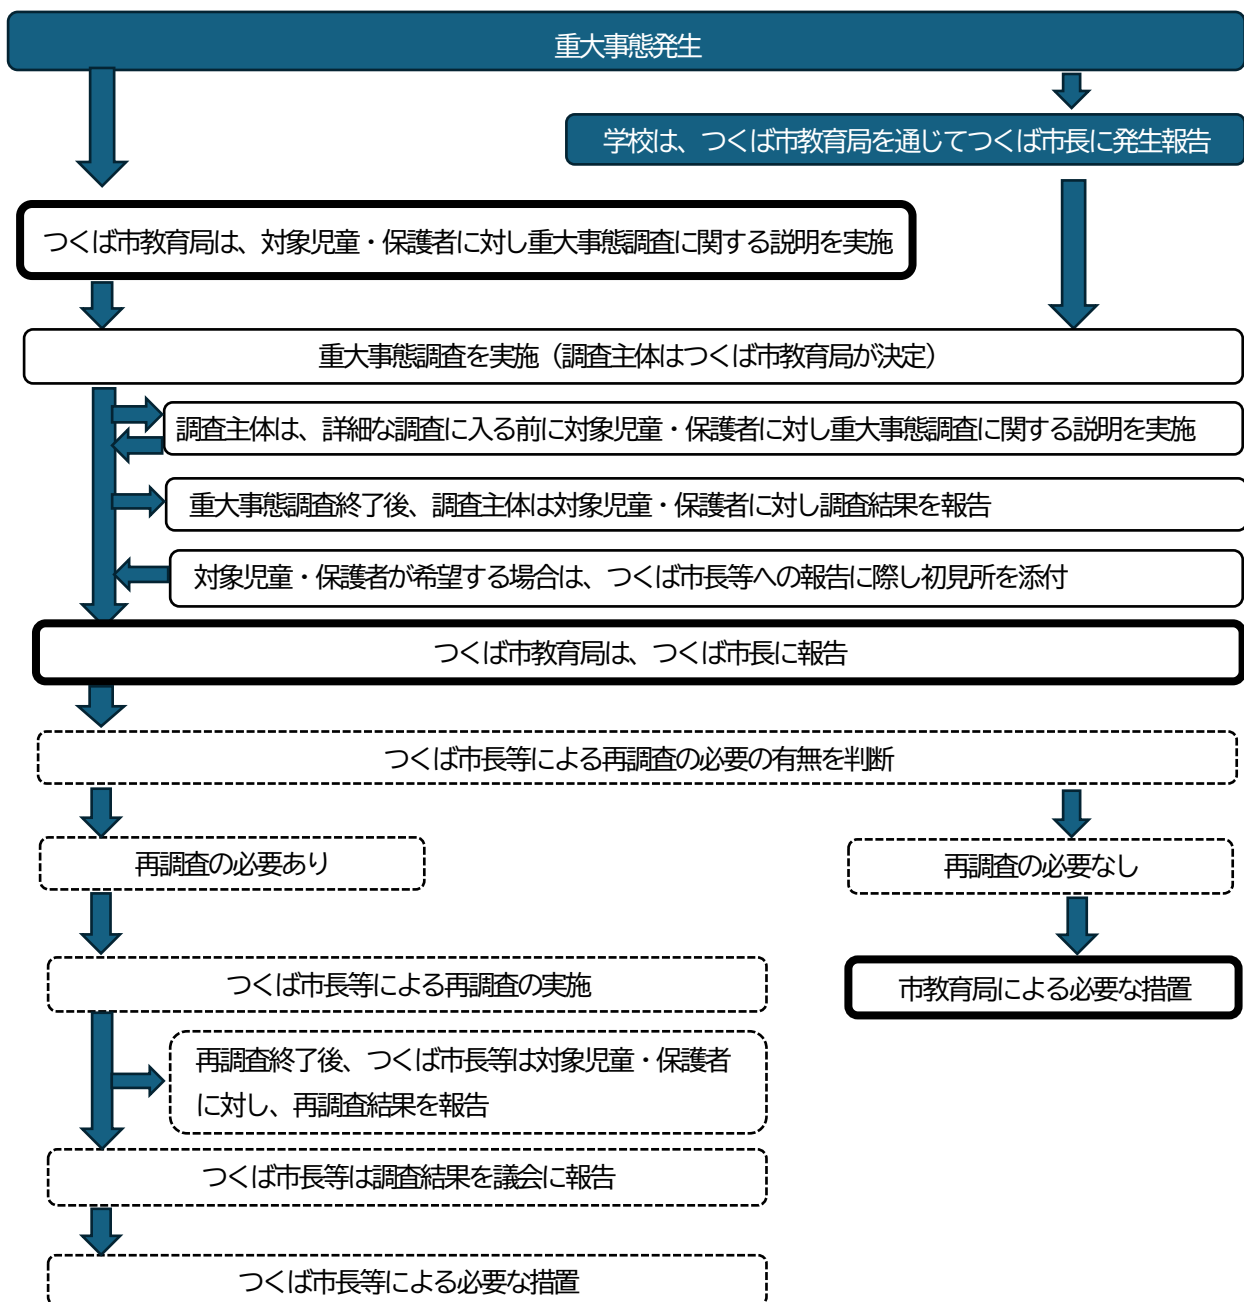 重大事態発生
学校は、つくば市教育局を通じてつくば市長に発生報告
つくば市教育局は、対象児童・保護者に対し重大事態調査に関する説明を実施
重大事態調査を実施（調査主体はつくば市教育局が決定）
調査主体は、詳細な調査に入る前に対象児童・保護者に対し重大事態調査に関する説明を実施
重大事態調査終了後、調査主体は対象児童・保護者に対し調査結果を報告
対象児童・保護者が希望する場合は、つくば市長等への報告に際し初見所を添付
つくば市教育局は、つくば市長に報告
つくば市長等による再調査の必要の有無を判断
再調査の必要あり
再調査の必要なし
つくば市長等による再調査の実施
市教育局による必要な措置
再調査終了後、つくば市長等は対象児童・保護者
に対し、再調査結果を報告
つくば市長等は調査結果を議会に報告
つくば市長等による必要な措置